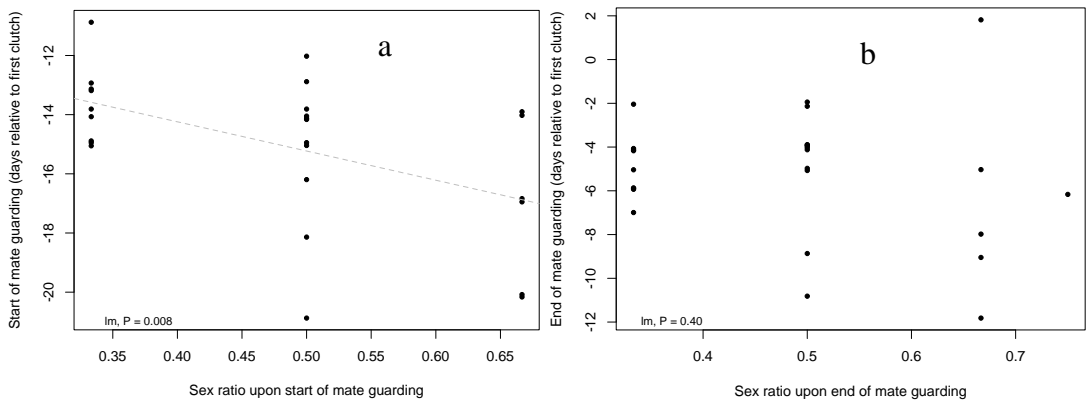 a
Start of mate guarding (days relative to first clutch)
-12
-14
-16
-18
-20
lm, P = 0.008
0.35 0.40 0.45 0.50 0.55 0.60 0.65
Sex ratio upon start of mate guarding
b
End of mate guarding (days relative to first clutch)
2
0
-2
-4
-6
-8
-10
-12
lm, P = 0.40
0.4 0.5 0.6 0.7
Sex ratio upon end of mate guarding